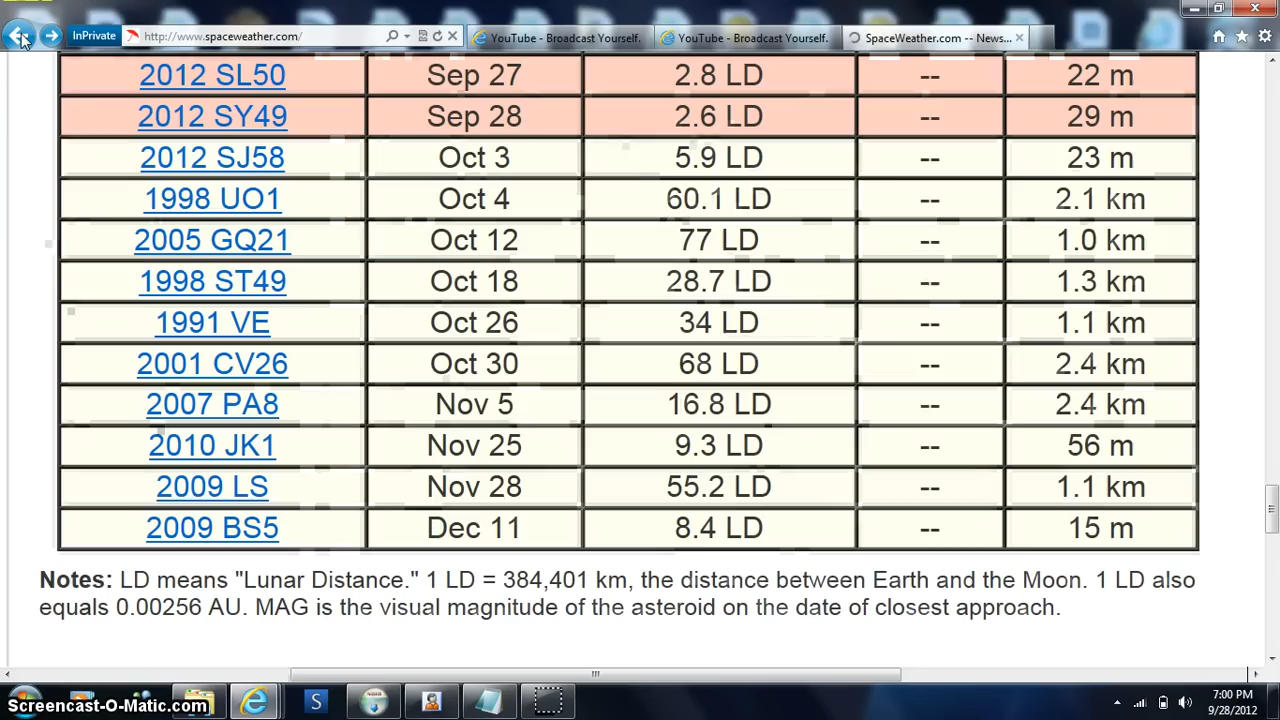 InPrivate http://www.spaceweather.com/ YouTube - Broadcast Yourself. YouTube - Broadcast Yourself. SpaceWeather.com -- News...
2012 SL50 Sep 27 2.8 LD -- 22 m
2012 SY49 Sep 28 2.6 LD -- 29 m
2012 SJ58 Oct 3 5.9 LD -- 23 m
1998 UO1 Oct 4 60.1 LD -- 2.1 km
2005 GQ21 Oct 12 77 LD -- 1.0 km
1998 ST49 Oct 18 28.7 LD -- 1.3 km
1991 VE Oct 26 34 LD -- 1.1 km
2001 CV26 Oct 30 68 LD -- 2.4 km
2007 PA8 Nov 5 16.8 LD -- 2.4 km
2010 JK1 Nov 25 9.3 LD -- 56 m
2009 LS Nov 28 55.2 LD -- 1.1 km
2009 BS5 Dec 11 8.4 LD -- 15 m
Notes: LD means "Lunar Distance." 1 LD = 384,401 km, the distance between Earth and the Moon. 1 LD also
equals 0.00256 AU. MAG is the visual magnitude of the asteroid on the date of closest approach.
7:00 PM
Screencast-O-Matic.com S 9/28/2012